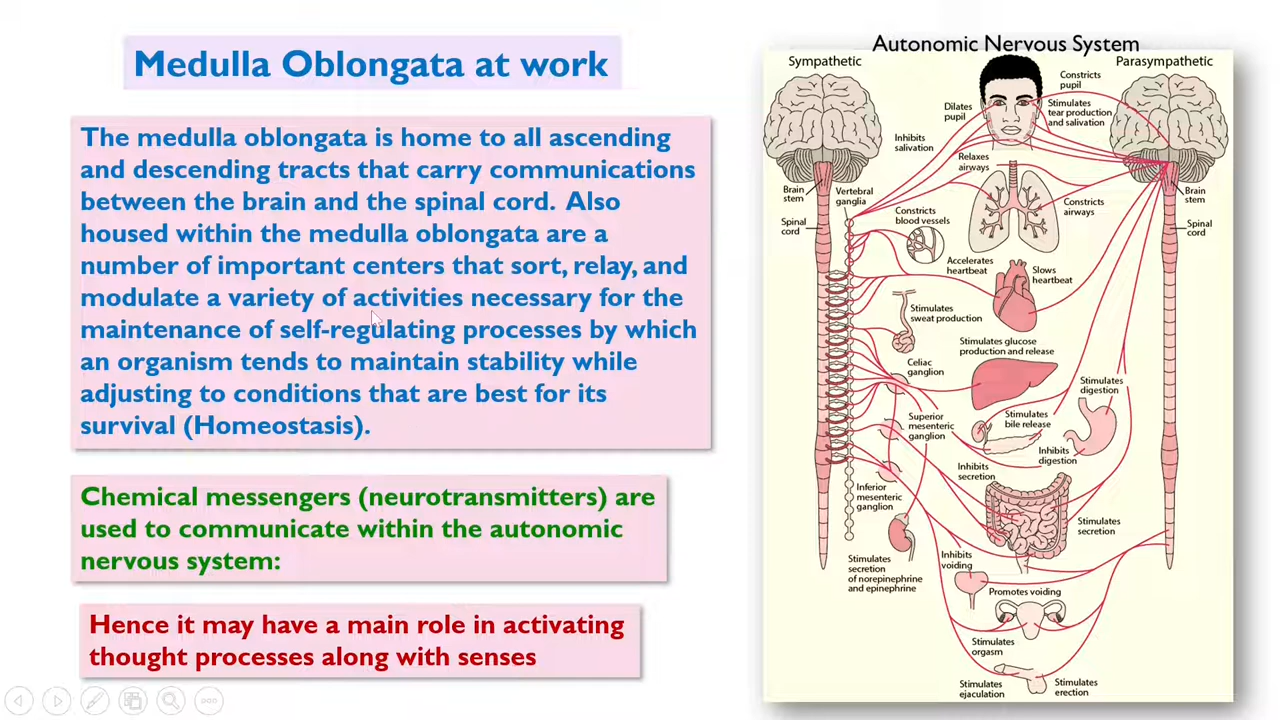 Medulla Oblongata at work
The medulla oblongata is home to all ascending
and descending tracts that carry communications
between the brain and the spinal cord. Also
housed within the medulla oblongata are a
number of important centers that sort, relay, and
modulate a variety of activities necessary for the
maintenance of self-regulating processes by which
an organism tends to maintain stability while
adjusting to conditions that are best for its
survival (Homeostasis).
Chemical messengers (neurotransmitters) are
used to communicate within the autonomic
nervous system:
Hence it may have a main role in activating
thought processes along with senses
Autonomic Nervous System
Sympathetic
Parasympathetic
Constricts
pupil
Dilates
pupil
Stimulates
tear production
and salivation
Inhibits
salivation
Relaxes
airways
Brain
stem
Vertebral
ganglia
Brain
stem
Constricts
airways
Spinal
cord
Constricts
blood vessels
Spinal
cord
Accelerates
heartbeat
Slows
heartbeat
Stimulates
sweat production
Stimulates glucose
production and release
Celiac
ganglion
Stimulates
digestion
Superior
mesenteric
ganglion
Stimulates
bile release
Inhibits
digestion
Inhibits
secretion
Inferior
mesenteric
ganglion
Stimulates
secretion
Stimulates
secretion
of norepinephrine
and epinephrine
Inhibits
voiding
Promotes voiding
Stimulates
orgasm
Stimulates
ejaculation
Stimulates
erection